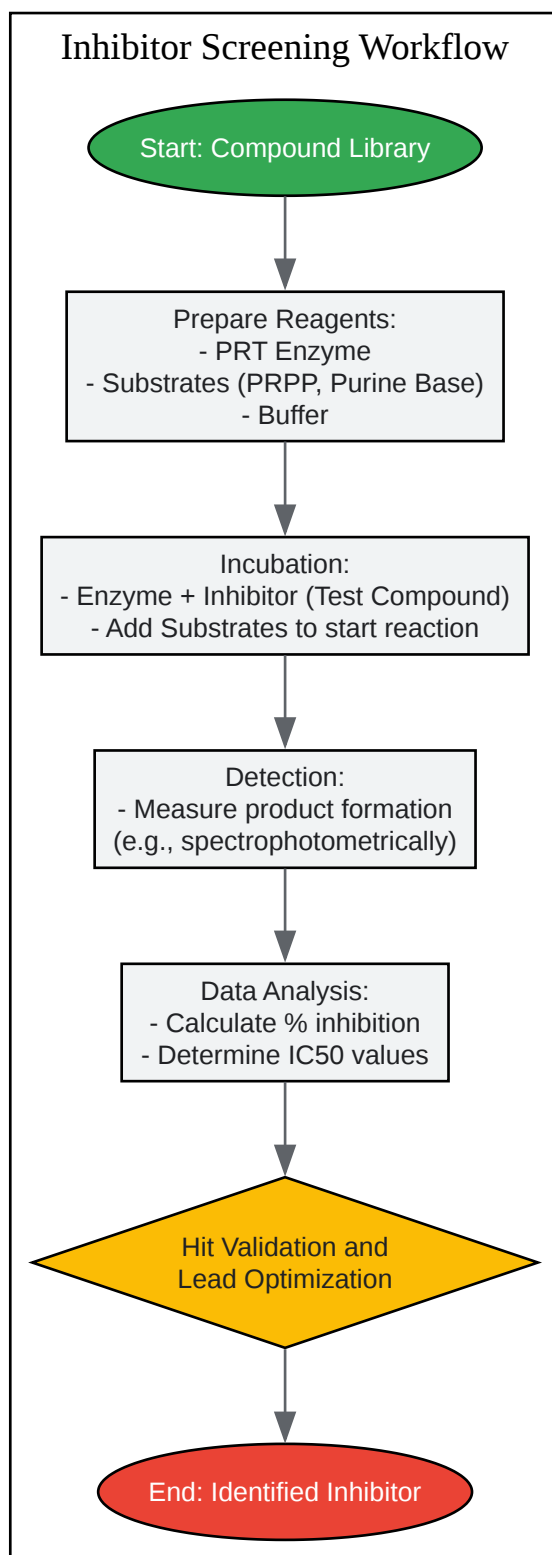 Inhibitor Screening Workflow
Start: Compound Library
Prepare Reagents:
- PRT Enzyme
- Substrates (PRPP, Purine Base)
- Buffer
Incubation:
- Enzyme + Inhibitor (Test Compound)
- Add Substrates to start reaction
Detection:
- Measure product formation
(e.g., spectrophotometrically)
Data Analysis:
- Calculate % inhibition
- Determine IC50 values
Hit Validation and
Lead Optimization
End: Identified Inhibitor